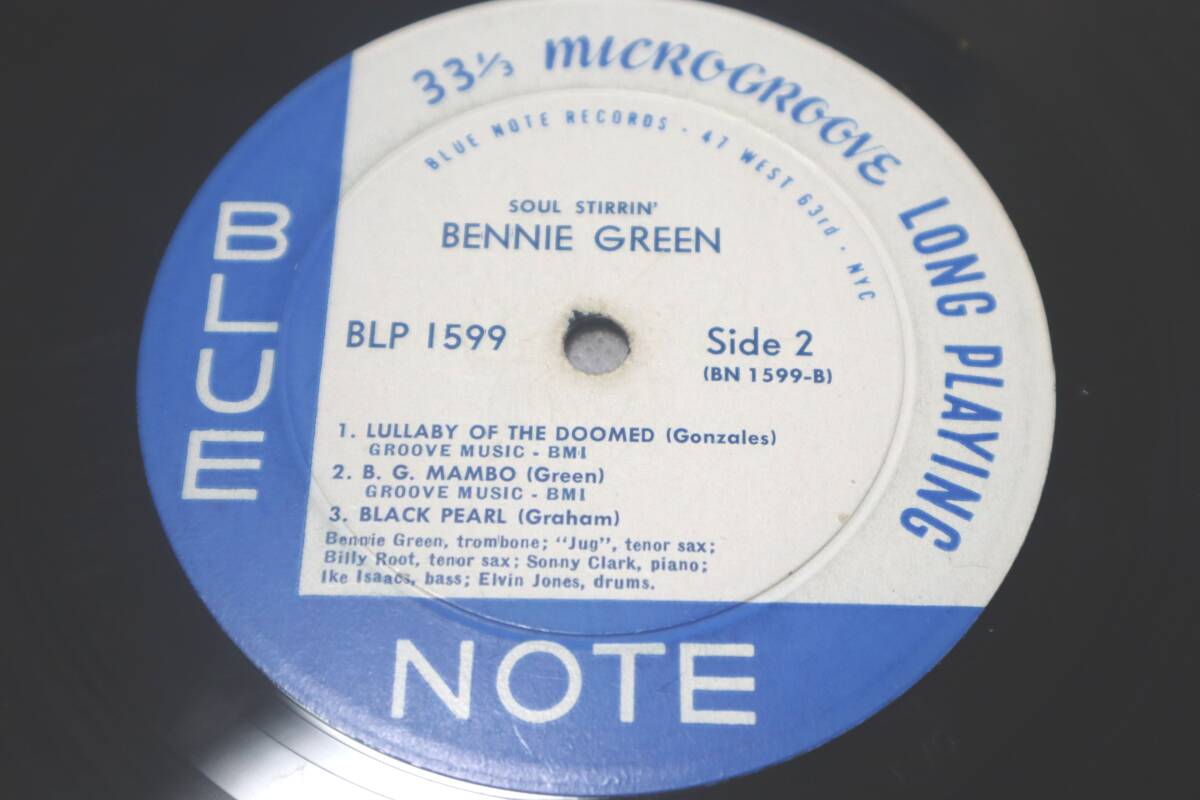 33⅓ MICROGROOVE LONG PLAYING
BLUE NOTE RECORDS · 47 WEST 63rd · NYC
SOUL STIRRIN'
BENNIE GREEN
BLP 1599
Side 2
(BN 1599-B)
1. LULLABY OF THE DOOMED (Gonzales)
GROOVE MUSIC - BMI
2. B. G. MAMBO (Green)
GROOVE MUSIC - BMI
3. BLACK PEARL (Graham)
Bennie Green, trombone; "Jug", tenor sax;
Billy Root, tenor sax; Sonny Clark, piano;
Ike Isaacs, bass; Elvin Jones, drums.
BLUE
NOTE